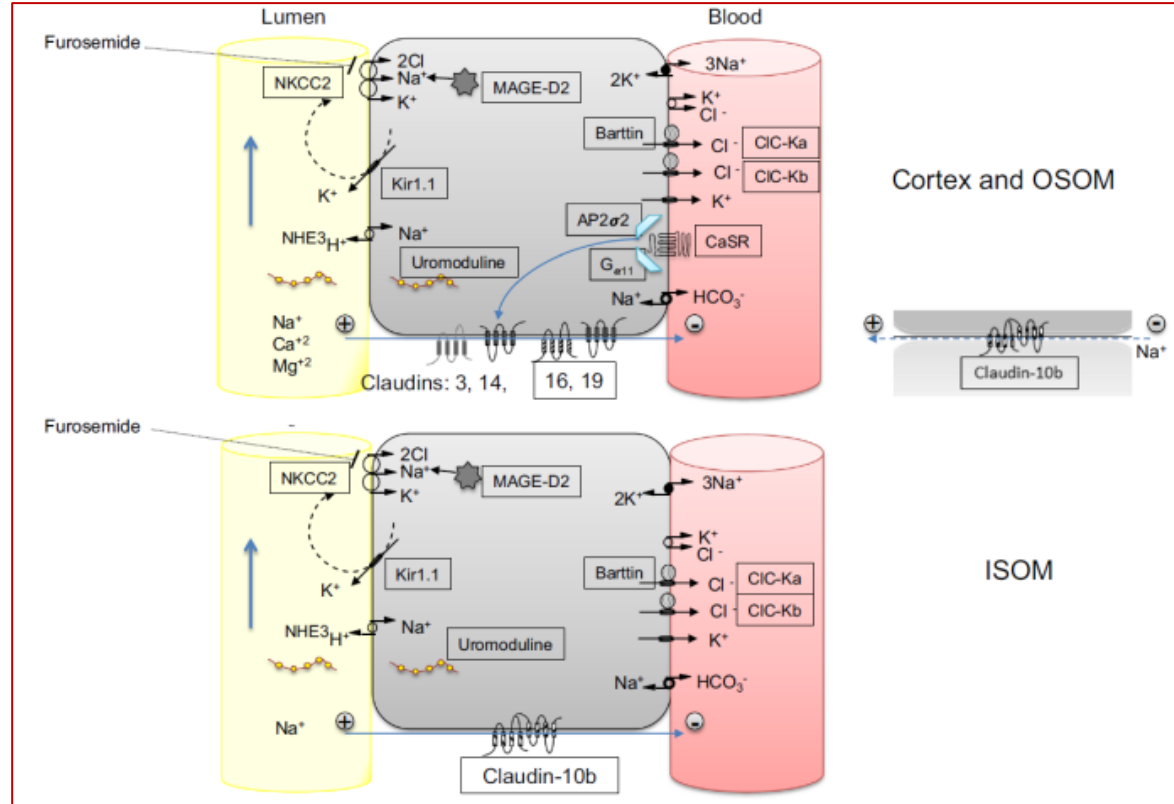 Lumen
Blood
Furosemide
NKCC2
2Cl
Na⁺
K⁺
MAGE-D2
2K⁺
3Na⁺
K⁺
Cl -
Barttin
Cl -
ClC-Ka
Cl -
ClC-Kb
K⁺
Kir1.1
K⁺
Cortex and OSOM
AP2σ2
CaSR
Gα11
NHE3
H⁺
Na⁺
Uromoduline
Na⁺
HCO₃⁻
Na⁺
Ca⁺²
Mg⁺²
+
-
Claudins: 3, 14,
16, 19
+
-
Na⁺
Claudin-10b
Furosemide
-
NKCC2
2Cl
Na⁺
K⁺
MAGE-D2
2K⁺
3Na⁺
K⁺
Cl -
Kir1.1
K⁺
Barttin
Cl -
ClC-Ka
Cl -
ClC-Kb
K⁺
ISOM
NHE3
H⁺
Na⁺
Uromoduline
Na⁺
HCO₃⁻
Na⁺
+
-
Claudin-10b